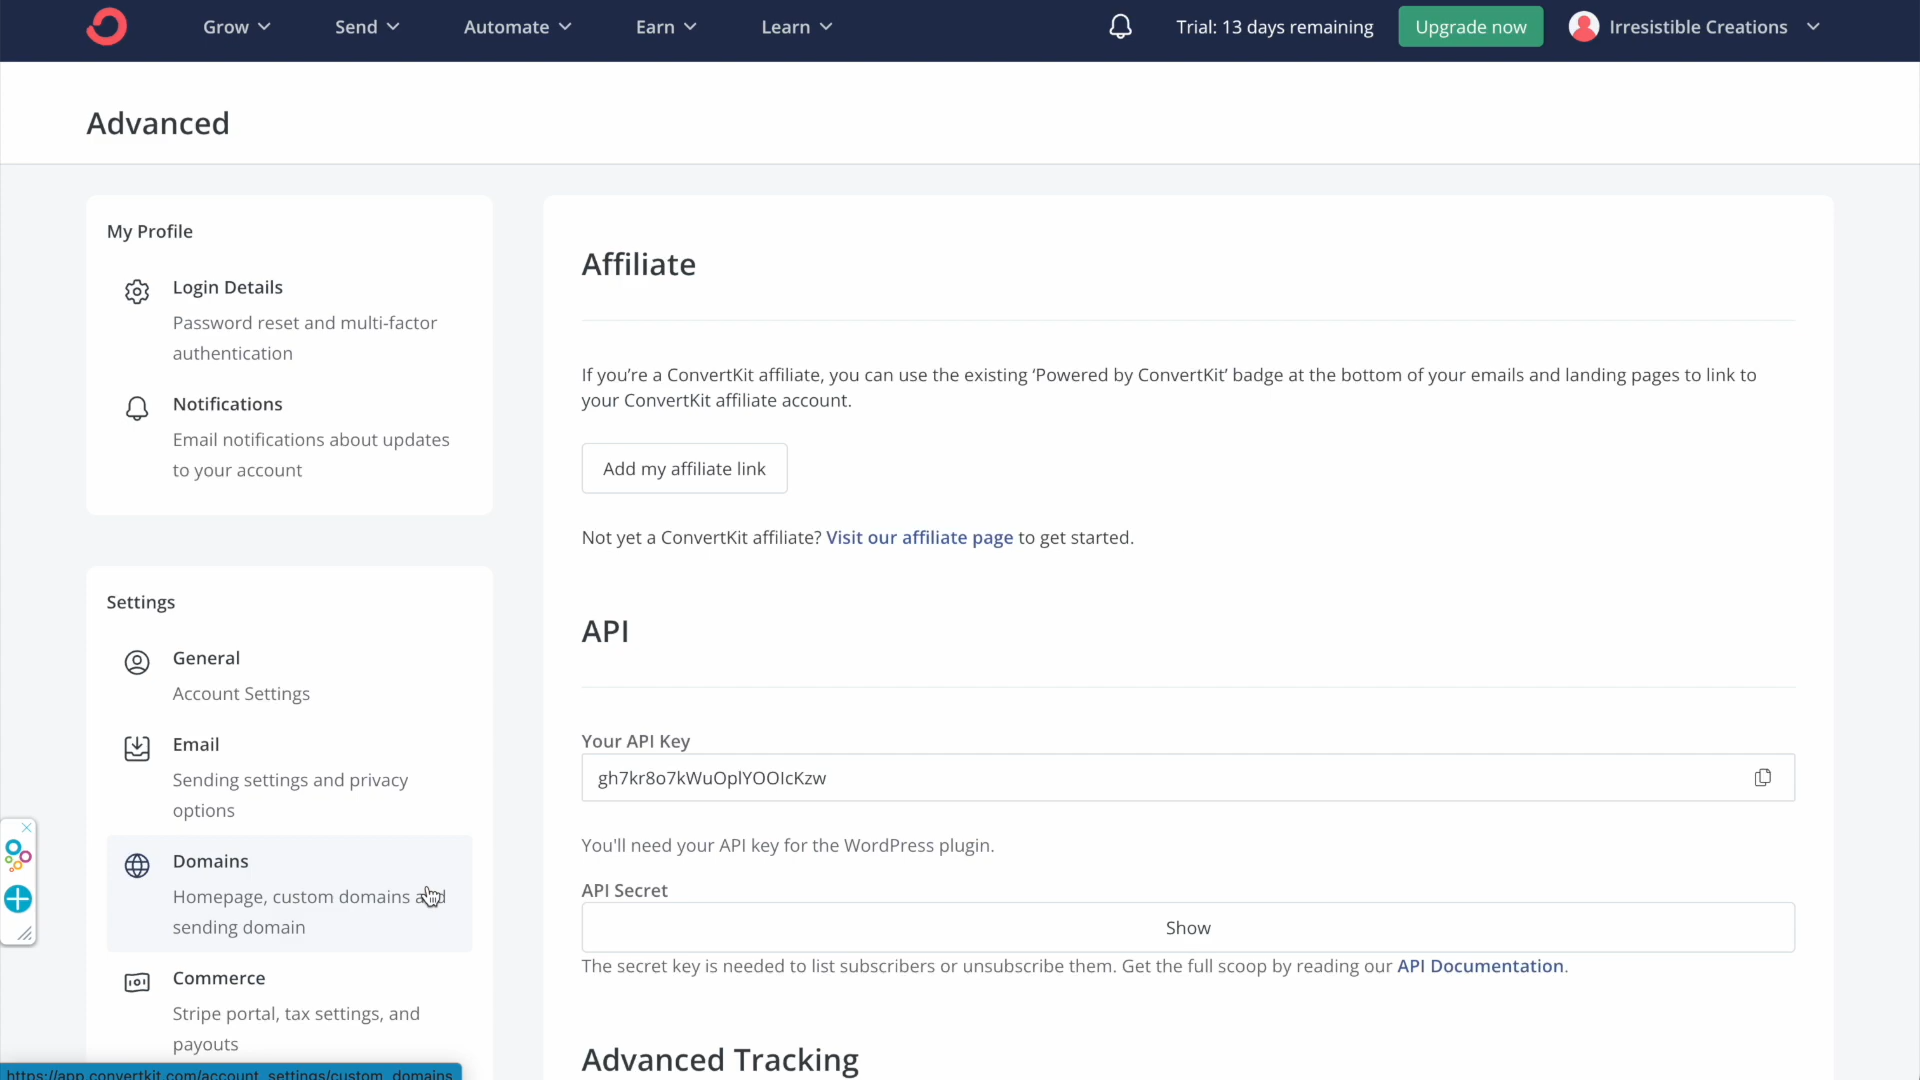 Grow
Send
Automate
Earn
Learn
Trial: 13 days remaining
Upgrade now
Irresistible Creations
Advanced
My Profile
Login Details
Password reset and multi-factor
authentication
Notifications
Email notifications about updates
to your account
Settings
General
Account Settings
Email
Sending settings and privacy
options
Domains
Homepage, custom domains and
sending domain
Commerce
Stripe portal, tax settings, and
payouts
https://app.convertkit.com/account_settings/custom_domains
Affiliate
If you’re a ConvertKit affiliate, you can use the existing ‘Powered by ConvertKit’ badge at the bottom of your emails and landing pages to link to
your ConvertKit affiliate account.
Add my affiliate link
Not yet a ConvertKit affiliate? Visit our affiliate page to get started.
API
Your API Key
gh7kr8o7kWuOplYOOIcKzw
You'll need your API key for the WordPress plugin.
API Secret
Show
The secret key is needed to list subscribers or unsubscribe them. Get the full scoop by reading our API Documentation.
Advanced Tracking